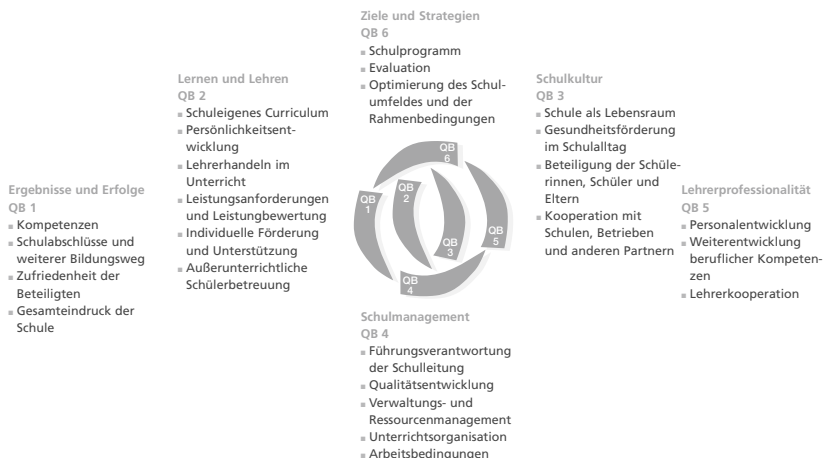 Ziele und Strategien
QB 6
Schulprogramm
Evaluation
Optimierung des Schul-
umfeldes und der
Rahmenbedingungen
Lernen und Lehren
QB 2
Schuleigenes Curriculum
Persönlichkeitsent-
wicklung
Lehrerhandeln im
Unterricht
Leistungsanforderungen
und Leistungbewertung
Individuelle Förderung
und Unterstützung
Außerunterrichtliche
Schülerbetreuung
Schulkultur
QB 3
Schule als Lebensraum
Gesundheitsförderung
im Schulalltag
Beteiligung der Schüle-
rinnen, Schüler und
Eltern
Kooperation mit
Schulen, Betrieben
und anderen Partnern
Ergebnisse und Erfolge
QB 1
Kompetenzen
Schulabschlüsse und
weiterer Bildungsweg
Zufriedenheit der
Beteiligten
Gesamteindruck der
Schule
QB
6
QB
1
QB
2
QB
3
QB
5
QB
4
Lehrerprofessionalität
QB 5
Personalentwicklung
Weiterentwicklung
beruflicher Kompeten-
zen
Lehrerkooperation
Schulmanagement
QB 4
Führungsverantwortung
der Schulleitung
Qualitätsentwicklung
Verwaltungs- und
Ressourcenmanagement
Unterrichtsorganisation
Arbeitsbedingungen